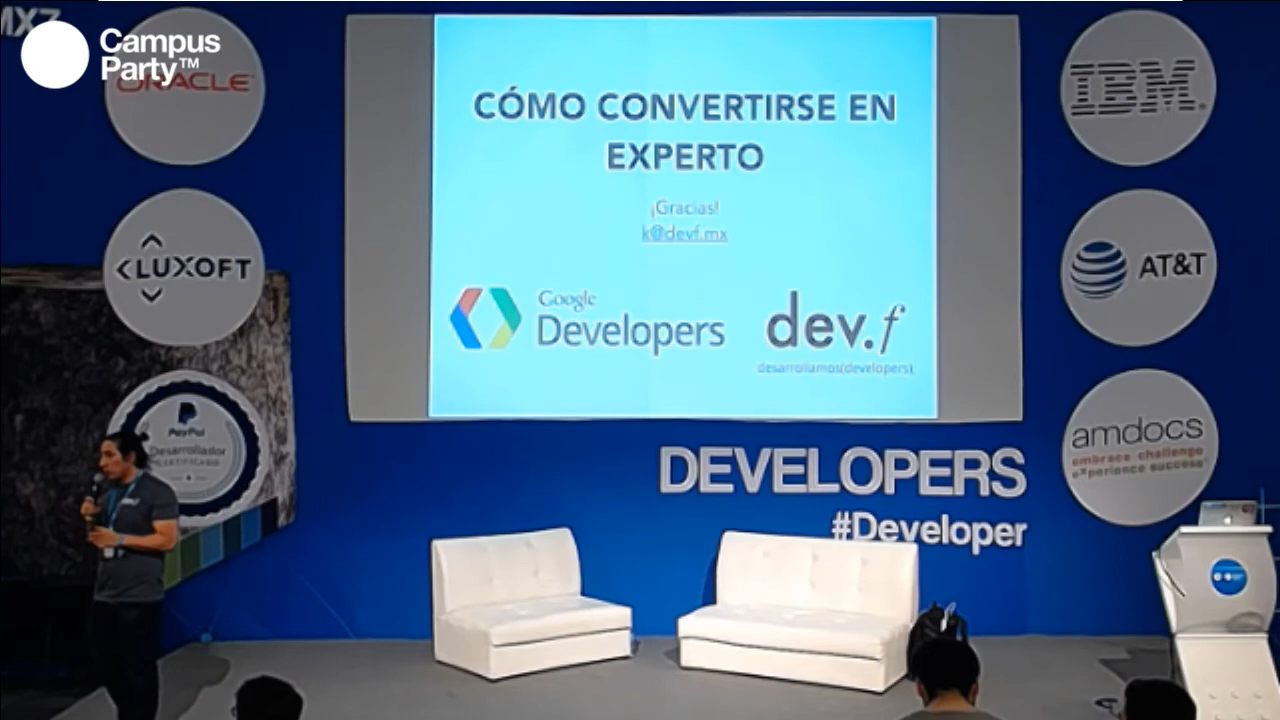 Campus
Party™
ORACLE
LUXOFT
PayPal
Desarrollador
CÓMO CONVERTIRSE EN
EXPERTO
¡Gracias!
k@devf.mx
Google
Developers
dev.f
desarrollamos(developers)
DEVELOPERS
#Developer
IBM
AT&T
amdocs
embrace challenge
experience success